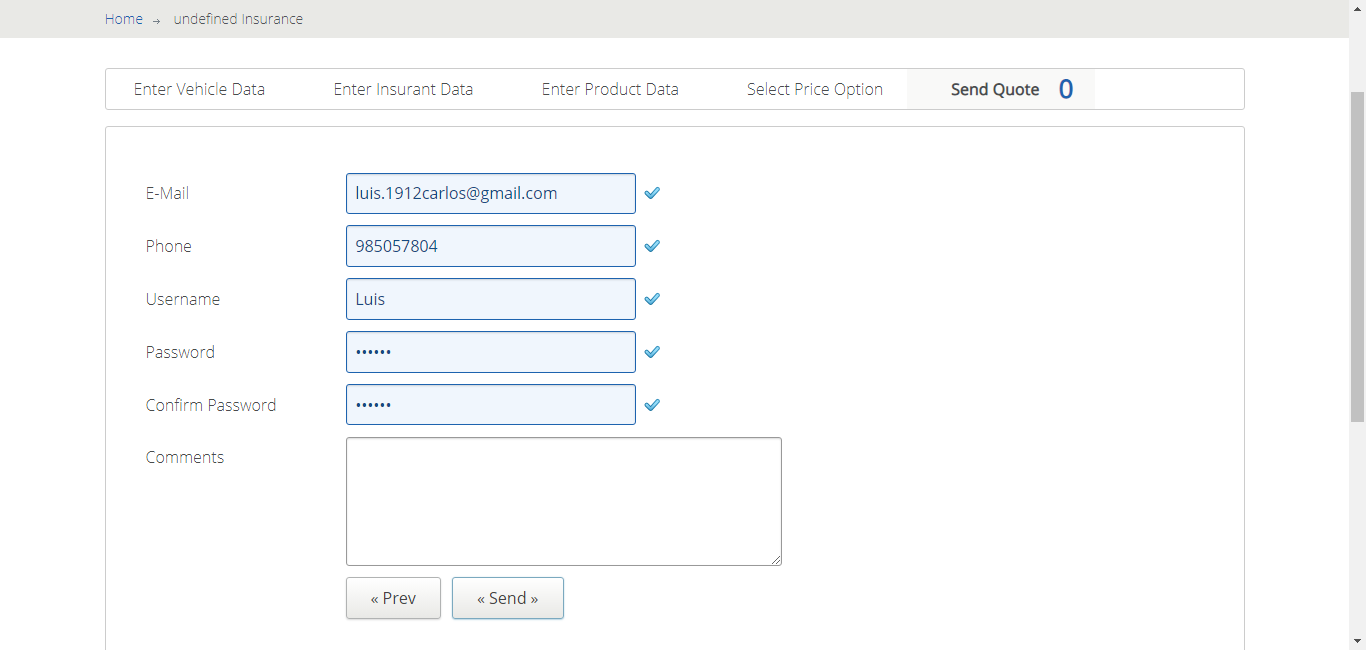 Home → undefined Insurance
Enter Vehicle Data Enter Insurant Data Enter Product Data Select Price Option Send Quote 0
E-Mail luis.1912carlos@gmail.com
Phone 985057804
Username Luis
Password ••••••
Confirm Password ••••••
Comments
« Prev « Send »